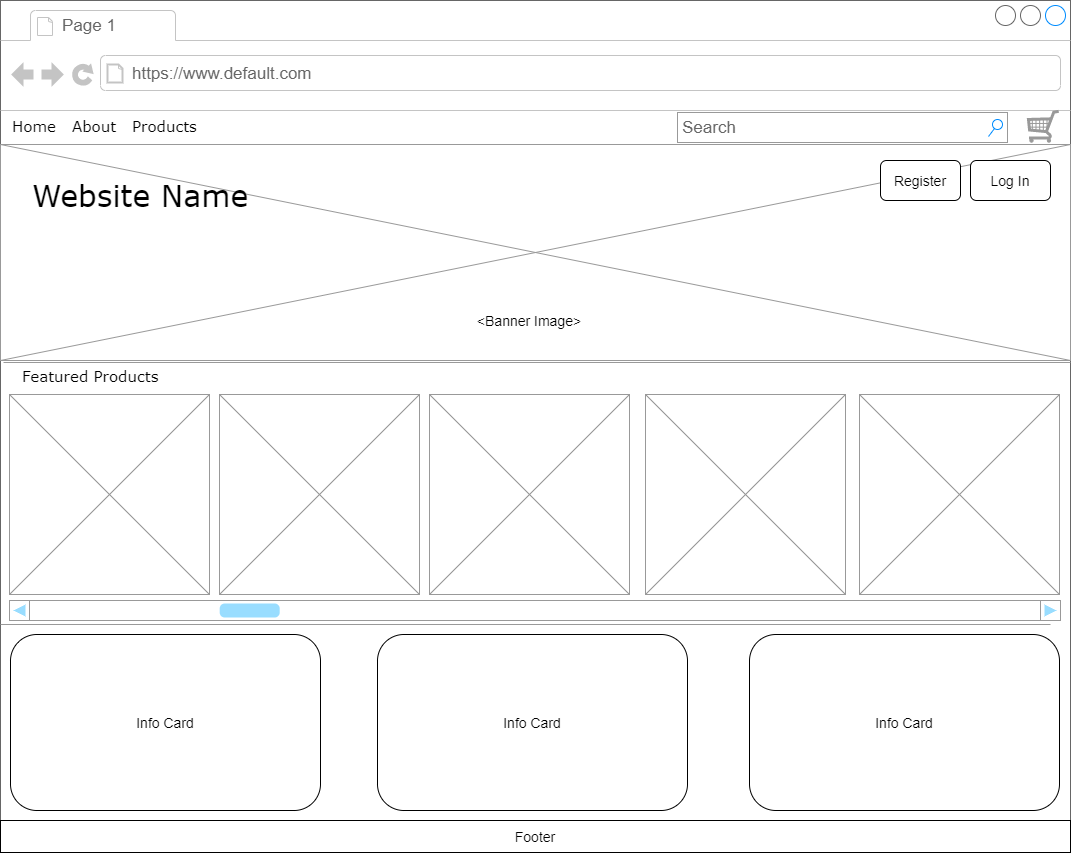 Page 1
https://www.default.com
Home About Products Search
Register Log In
Website Name
<Banner Image>
Featured Products
Info Card Info Card Info Card
Footer